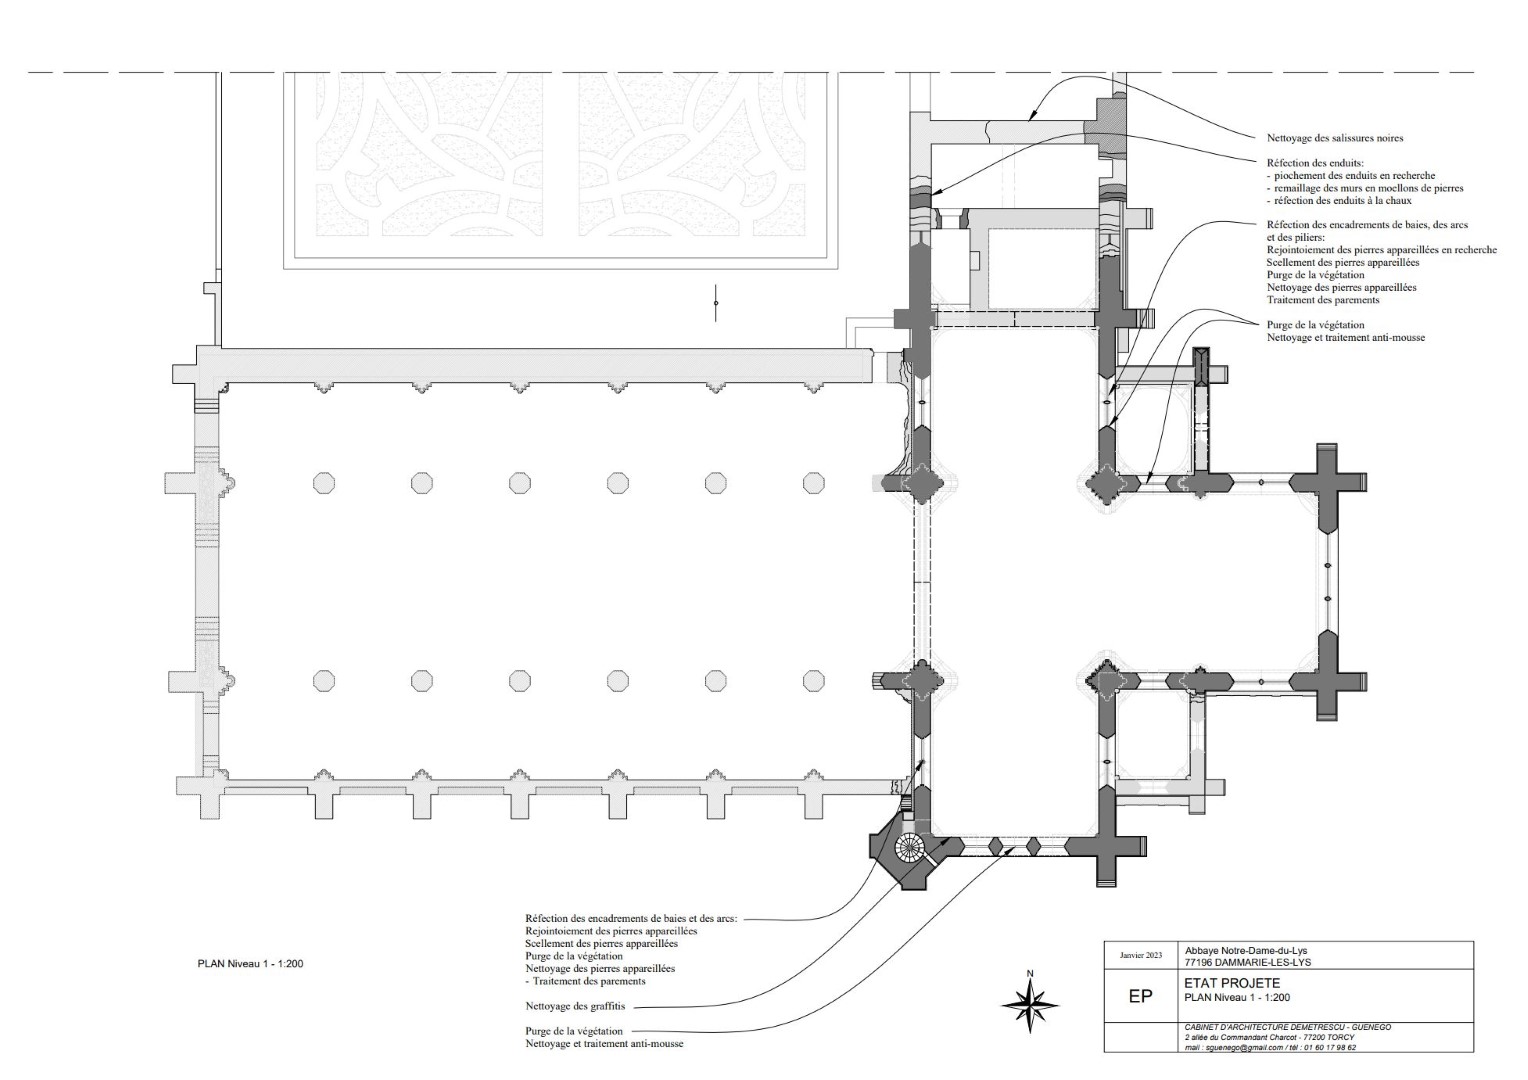 Nettoyage des salissures noires
Réfection des enduits:
- piochement des enduits en recherche
- remaillage des murs en moellons de pierres
- réfection des enduits à la chaux
Réfection des encadrements de baies, des arcs
et des piliers:
Rejointoiement des pierres appareillées en recherche
Scellement des pierres appareillées
Purge de la végétation
Nettoyage des pierres appareillées
Traitement des parements
Purge de la végétation
Nettoyage et traitement anti-mousse
Réfection des encadrements de baies et des arcs:
Rejointoiement des pierres appareillées
Scellement des pierres appareillées
Purge de la végétation
Nettoyage des pierres appareillées
- Traitement des parements
Nettoyage des graffitis
Purge de la végétation
Nettoyage et traitement anti-mousse
PLAN Niveau 1 - 1:200
N
Janvier 2023
Abbaye Notre-Dame-du-Lys
77196 DAMMARIE-LES-LYS
EP
ETAT PROJETE
PLAN Niveau 1 - 1:200
CABINET D'ARCHITECTURE DEMETRESCU - GUENEGO
2 allée du Commandant Charcot - 77200 TORCY
mail : sguenego@gmail.com / tél : 01 60 17 98 62